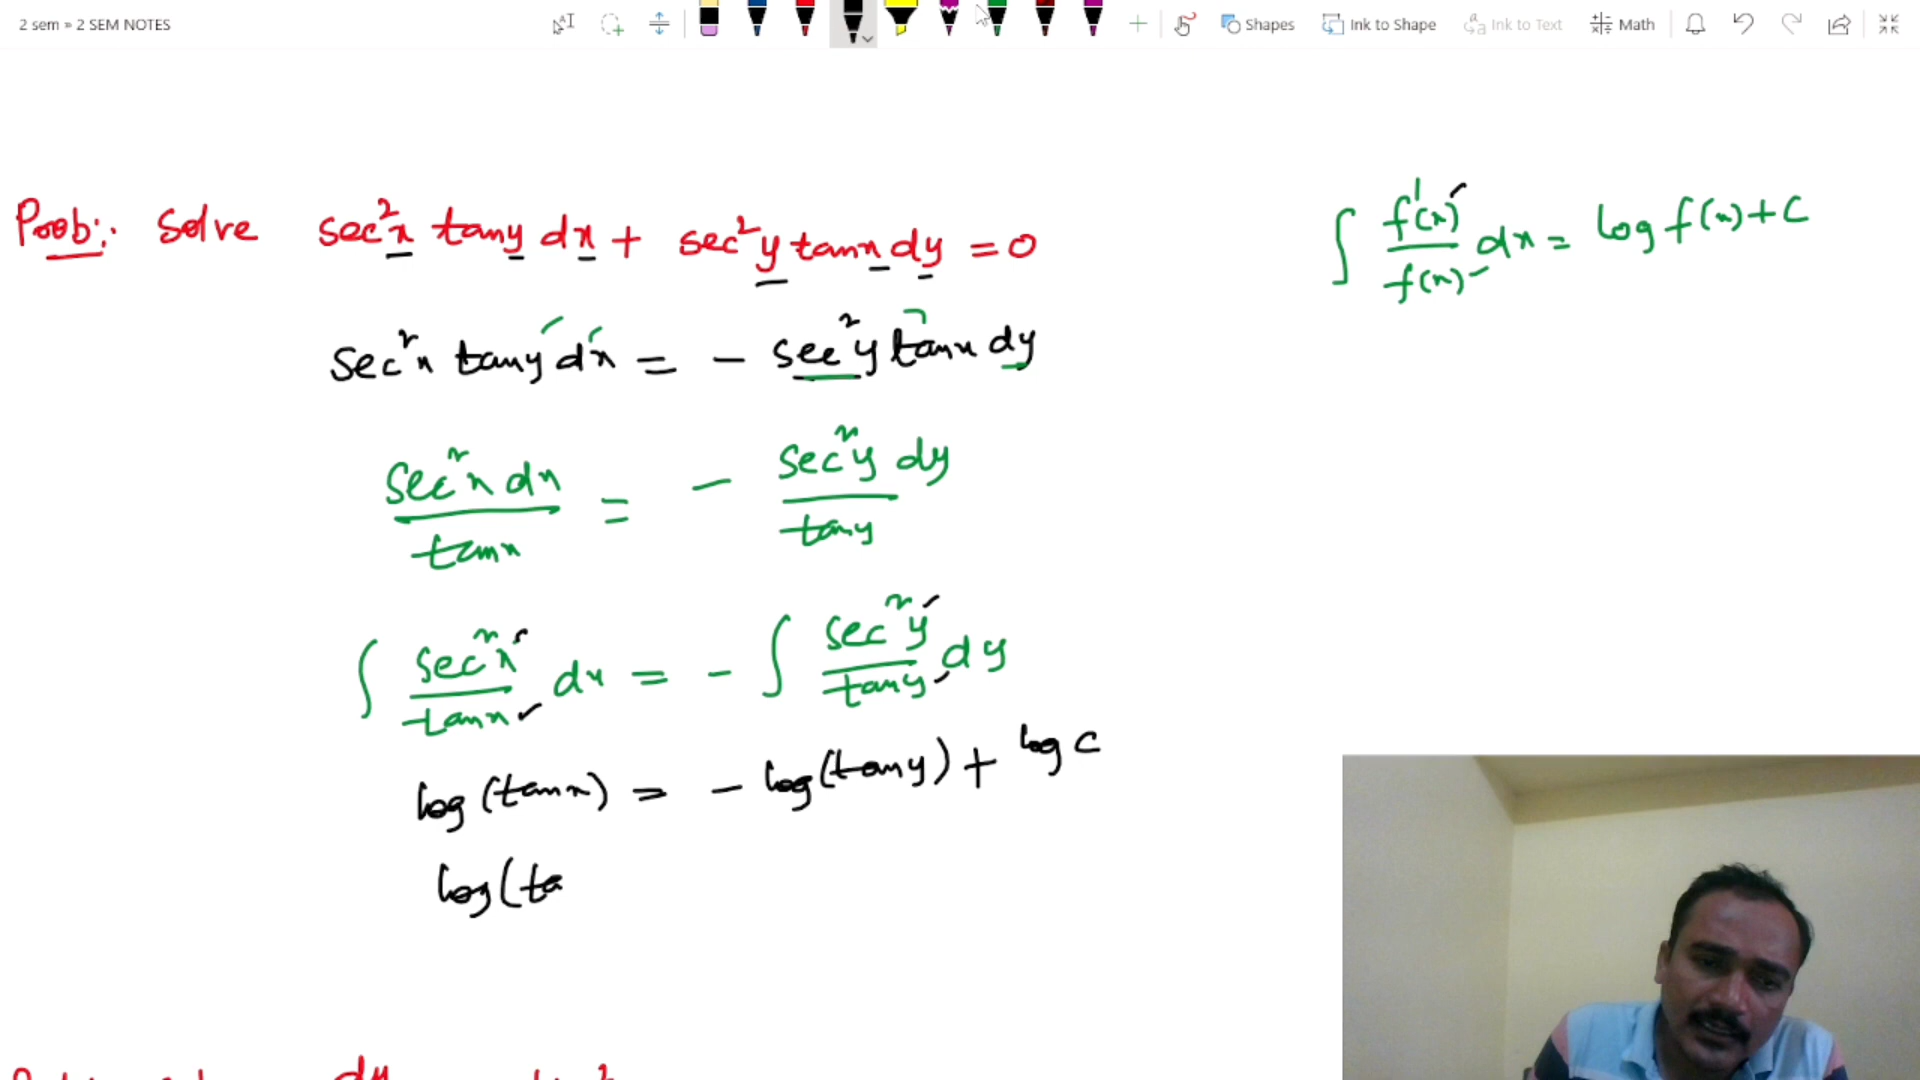 2 sem » 2 SEM NOTES
Shapes Ink to Shape Ink to Text Math
Prob:. Solve sec²x tany dx + sec²y tanx dy = 0
∫ f'(x)/f(x) dx = log f(x) + c
sec²x tany dx = - sec²y tanx dy
sec²x dx / tanx = - sec²y dy / tany
∫ sec²x / tanx dx = - ∫ sec²y / tany dy
log (tanx) = - log (tany) + log c
log (ta